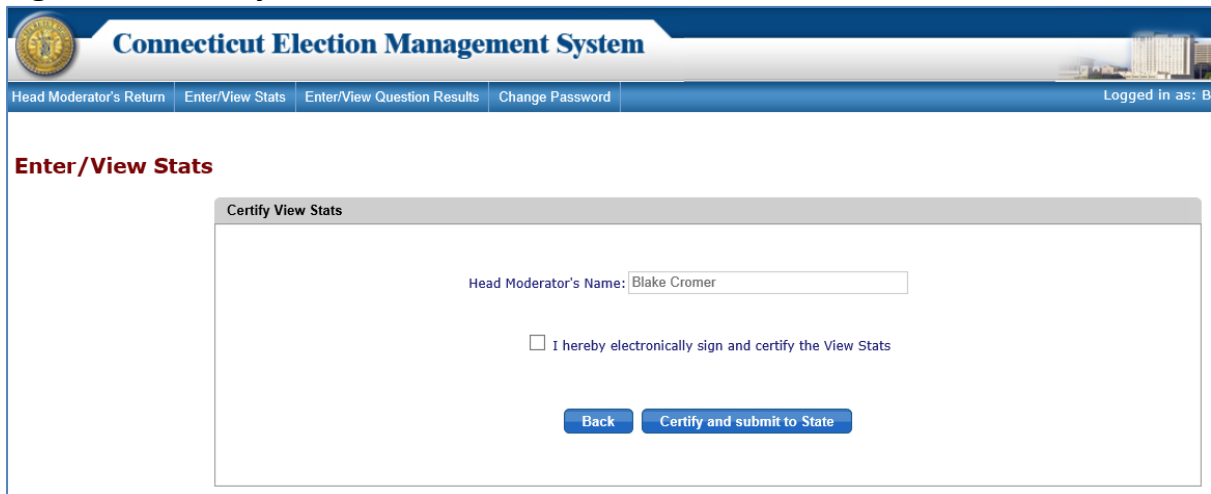 Connecticut Election Management System
Head Moderator's Return Enter/View Stats Enter/View Question Results Change Password Logged in as: B
Enter/View Stats
Certify View Stats
Head Moderator's Name: Blake Cromer
I hereby electronically sign and certify the View Stats
Back Certify and submit to State